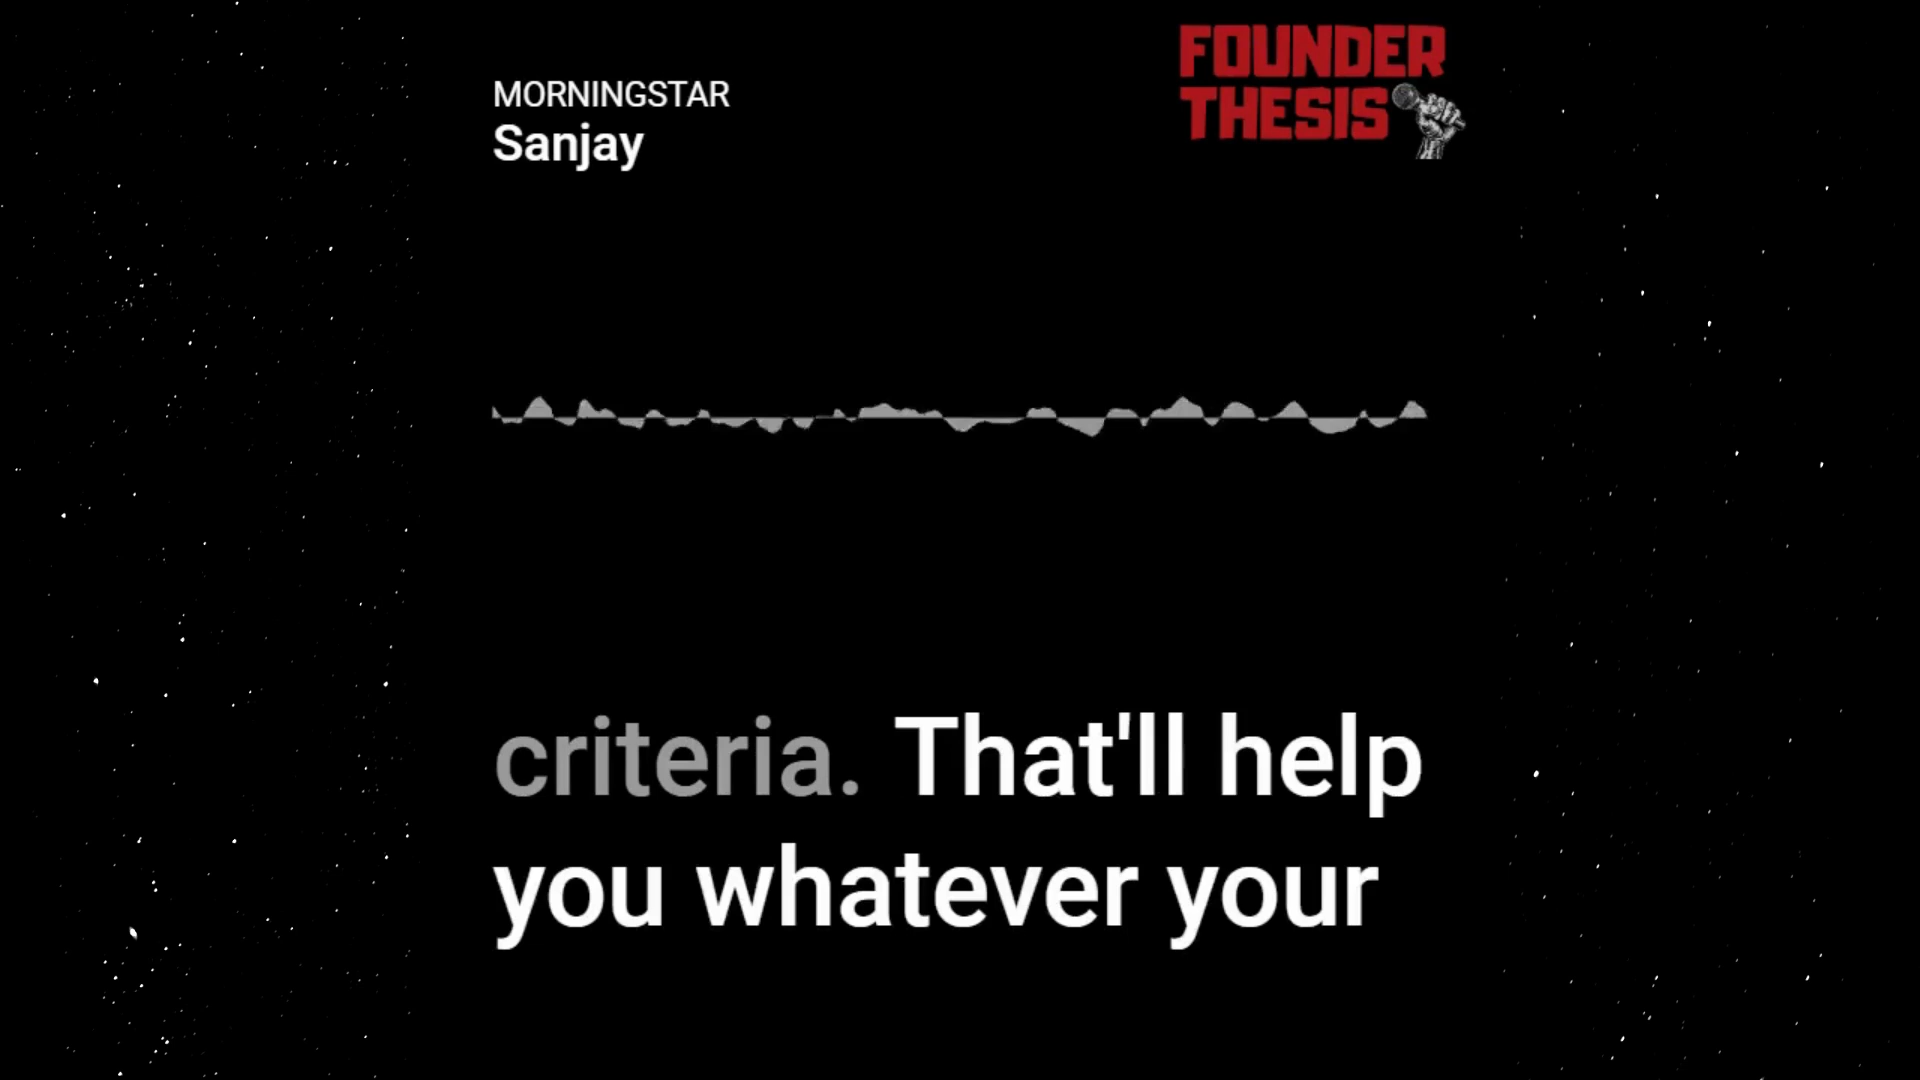 FOUNDER
THESIS
MORNINGSTAR
Sanjay
criteria. That'll help
you whatever your